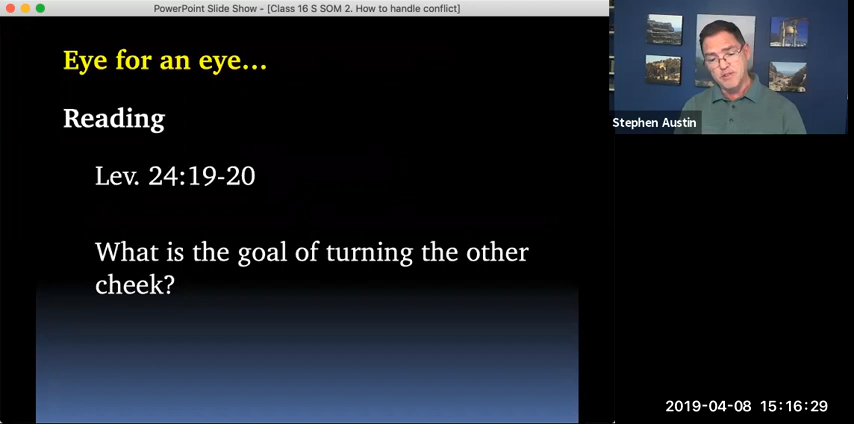 PowerPoint Slide Show - [Class 16 S SOM 2. How to handle conflict]
Eye for an eye...
Reading
Lev. 24:19-20
What is the goal of turning the other
cheek?
Stephen Austin
2019-04-08 15:16:29